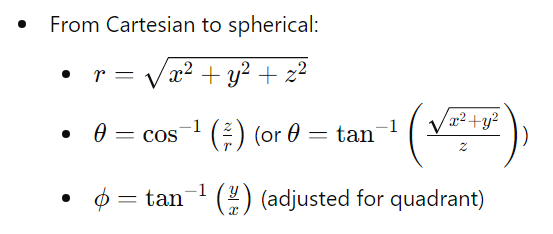 • From Cartesian to spherical:
• r = √(x² + y² + z²)
• θ = cos⁻¹ (z/r) (or θ = tan⁻¹ (√(x²+y²)/z))
• ϕ = tan⁻¹ (y/x) (adjusted for quadrant)